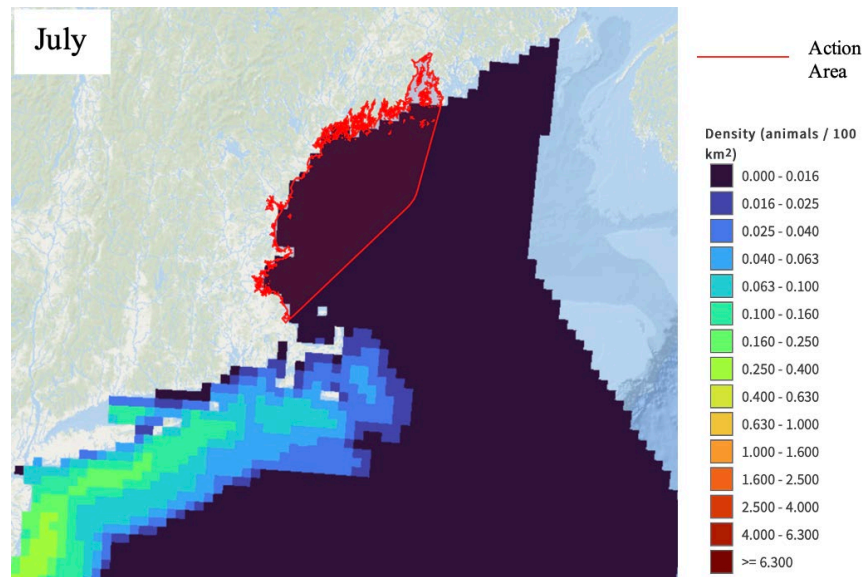 July
Action
Area
Density (animals / 100
km²)
0.000 - 0.016
0.016 - 0.025
0.025 - 0.040
0.040 - 0.063
0.063 - 0.100
0.100 - 0.160
0.160 - 0.250
0.250 - 0.400
0.400 - 0.630
0.630 - 1.000
1.000 - 1.600
1.600 - 2.500
2.500 - 4.000
4.000 - 6.300
>= 6.300